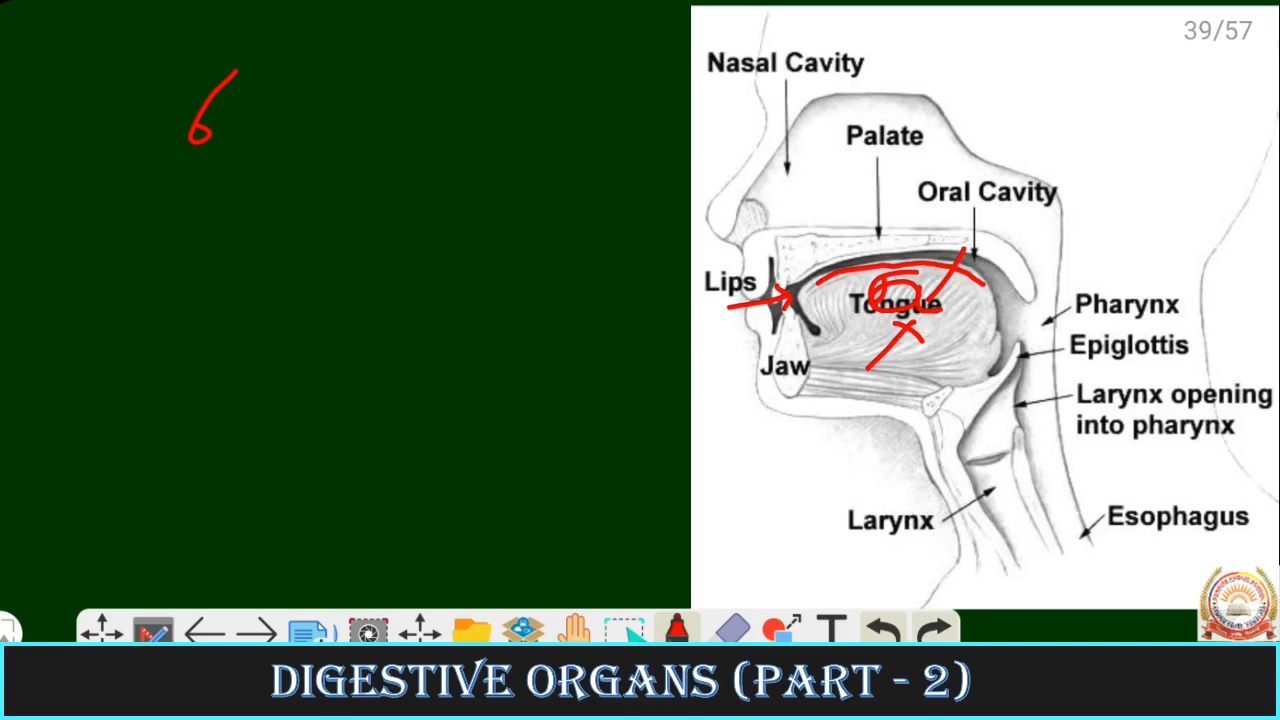 39/57
6
Nasal Cavity
Palate
Oral Cavity
Lips
Tongue
Pharynx
Epiglottis
Jaw
Larynx opening
into pharynx
Larynx
Esophagus
T
DIGESTIVE ORGANS (PART - 2)